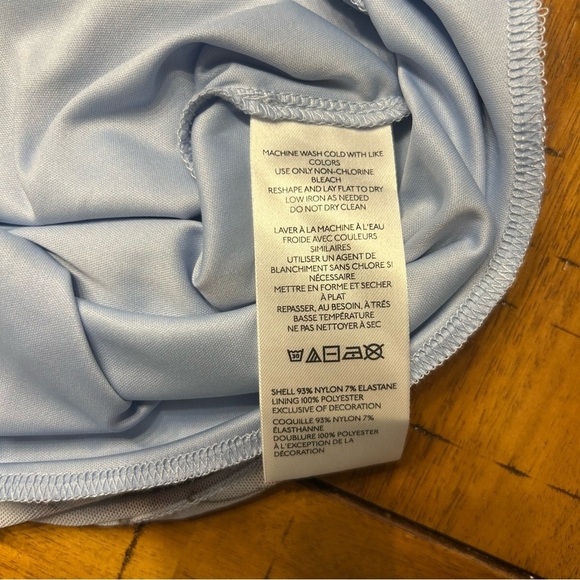 MACHINE WASH COLD WITH LIKE
COLORS
USE ONLY NON-CHLORINE
BLEACH
RESHAPE AND LAY FLAT TO DRY
LOW IRON AS NEEDED
DO NOT DRY CLEAN
LAVER À LA MACHINE À L'EAU
FROIDE AVEC COULEURS
SIMILAIRES
UTILISER UN AGENT DE
BLANCHIMENT SANS CHLORE SI
NÉCESSAIRE
METTRE EN FORME ET SECHER
À PLAT
REPASSER, AU BESOIN, À TRÈS
BASSE TEMPÉRATURE
NE PAS NETTOYER À SEC
30
SHELL 93% NYLON 7% ELASTANE
LINING 100% POLYESTER
EXCLUSIVE OF DECORATION
COQUILLE 93% NYLON 7%
ÉLASTHANNE
DOUBLURE 100% POLYESTER
À L'EXCEPTION DE LA
DÉCORATION